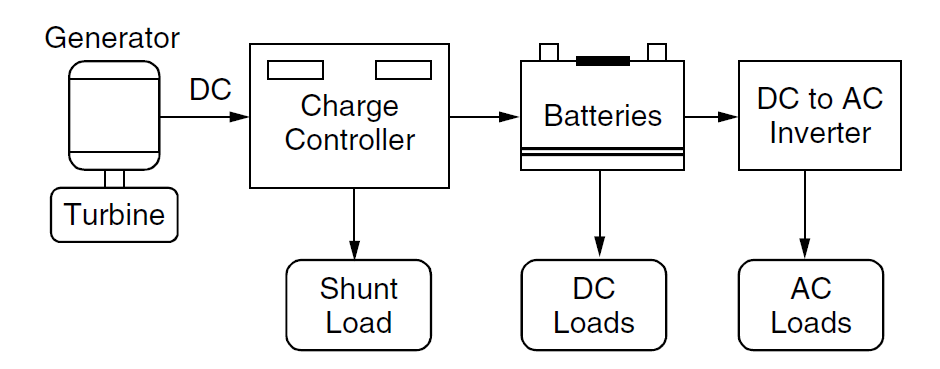 Generator
DC
Charge
Controller
Batteries
DC to AC
Inverter
Turbine
Shunt
Load
DC
Loads
AC
Loads